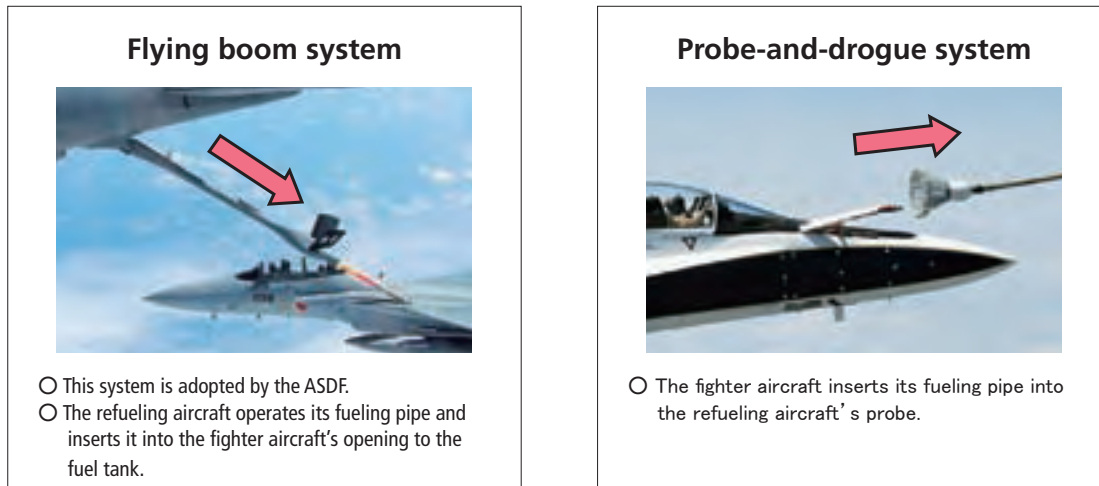 Flying boom system
○ This system is adopted by the ASDF.
○ The refueling aircraft operates its fueling pipe and
inserts it into the fighter aircraft's opening to the
fuel tank.
Probe-and-drogue system
○ The fighter aircraft inserts its fueling pipe into
the refueling aircraft's probe.